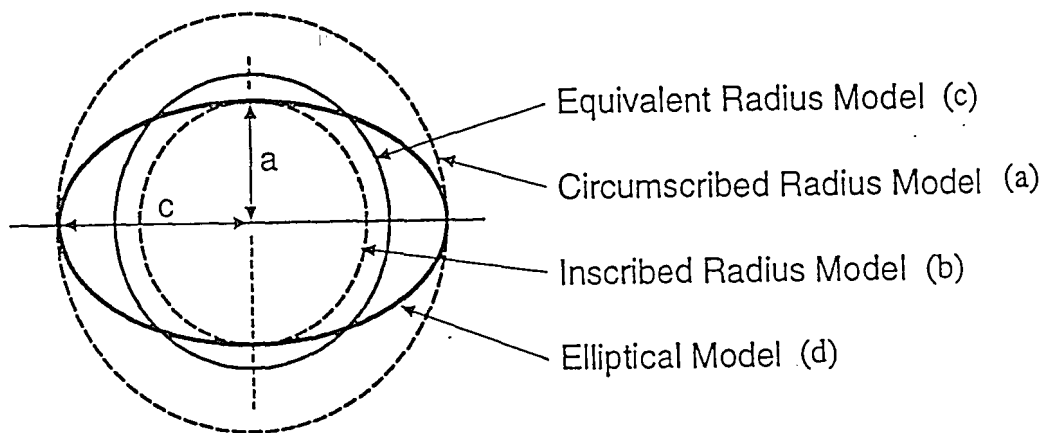 Equivalent Radius Model (c)
a
Circumscribed Radius Model (a)
c
Inscribed Radius Model (b)
Elliptical Model (d)